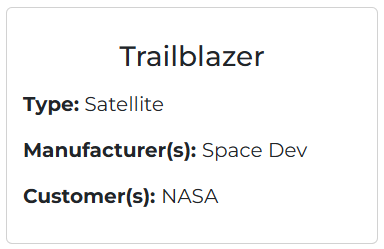 Trailblazer
Type: Satellite
Manufacturer(s): Space Dev
Customer(s): NASA